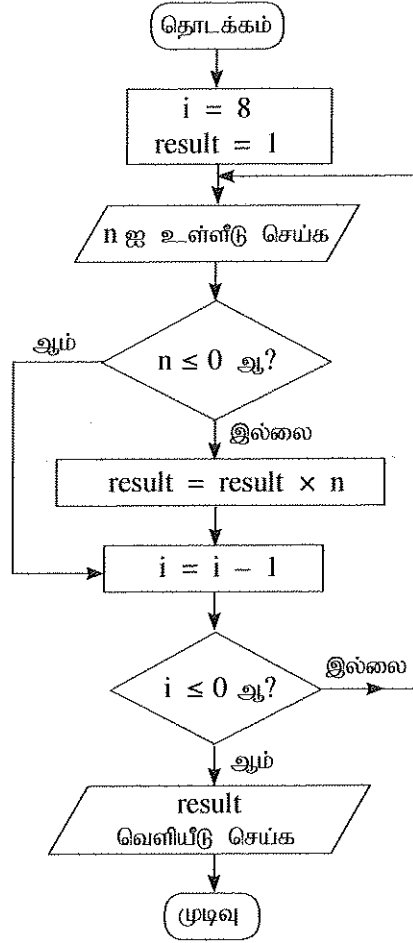 தொடக்கம்
i = 8
result = 1
n ஐ உள்ளீடு செய்க
n ≤ 0 ஆ?
ஆம்
இல்லை
result = result × n
i = i − 1
i ≤ 0 ஆ?
இல்லை
ஆம்
result
வெளியீடு செய்க
முடிவு